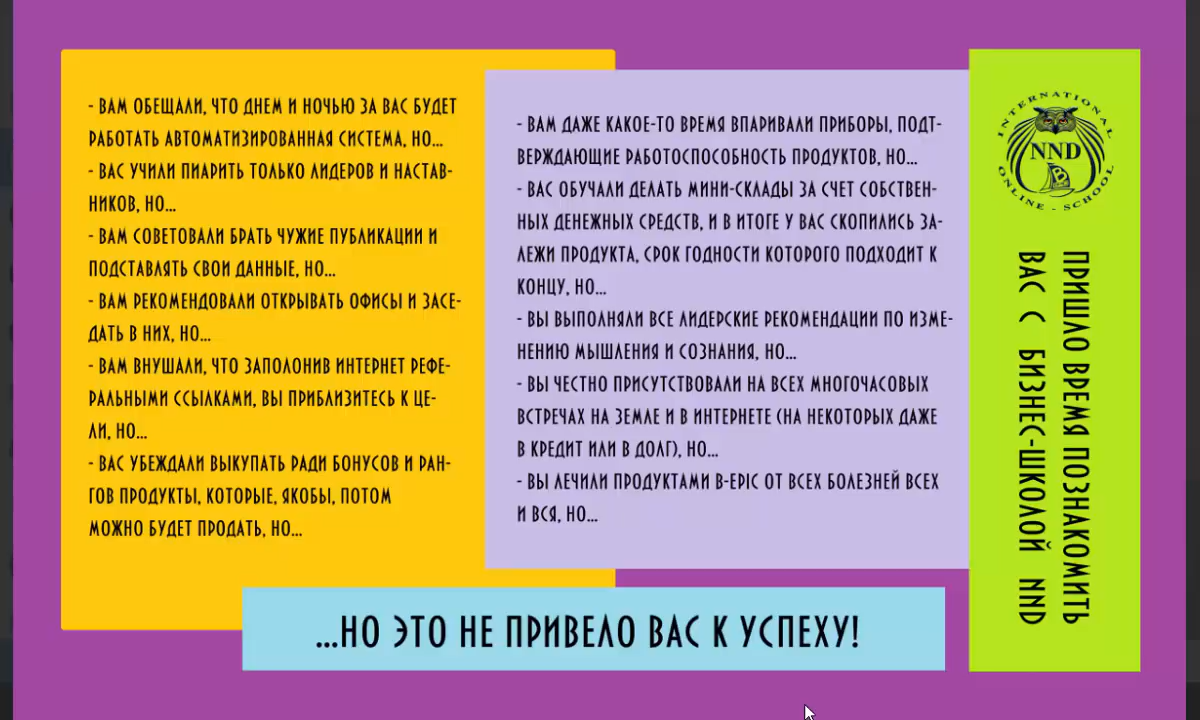 - ВАМ ОБЕЩАЛИ, ЧТО ДНЕМ И НОЧЬЮ ЗА ВАС БУДЕТ
РАБОТАТЬ АВТОМАТИЗИРОВАННАЯ СИСТЕМА, НО...
- ВАС УЧИЛИ ПИАРИТЬ ТОЛЬКО ЛИДЕРОВ И НАСТАВ-
НИКОВ, НО...
- ВАМ СОВЕТОВАЛИ БРАТЬ ЧУЖИЕ ПУБЛИКАЦИИ И
ПОДСТАВЛЯТЬ СВОИ ДАННЫЕ, НО...
- ВАМ РЕКОМЕНДОВАЛИ ОТКРЫВАТЬ ОФИСЫ И ЗАСЕ-
ДАТЬ В НИХ, НО...
- ВАМ ВНУШАЛИ, ЧТО ЗАПОЛОНИВ ИНТЕРНЕТ РЕФЕ-
РАЛЬНЫМИ ССЫЛКАМИ, ВЫ ПРИБЛИЗИТЕСЬ К ЦЕ-
ЛИ, НО...
- ВАС УБЕЖДАЛИ ВЫКУПАТЬ РАДИ БОНУСОВ И РАН-
ГОВ ПРОДУКТЫ, КОТОРЫЕ, ЯКОБЫ, ПОТОМ
МОЖНО БУДЕТ ПРОДАТЬ, НО...
- ВАМ ДАЖЕ КАКОЕ-ТО ВРЕМЯ ВПАРИВАЛИ ПРИБОРЫ, ПОДТ-
ВЕРЖДАЮЩИЕ РАБОТОСПОСОБНОСТЬ ПРОДУКТОВ, НО...
- ВАС ОБУЧАЛИ ДЕЛАТЬ МИНИ-СКЛАДЫ ЗА СЧЕТ СОБСТВЕН-
НЫХ ДЕНЕЖНЫХ СРЕДСТВ, И В ИТОГЕ У ВАС СКОПИЛИСЬ ЗА-
ЛЕЖИ ПРОДУКТА, СРОК ГОДНОСТИ КОТОРОГО ПОДХОДИТ К
КОНЦУ, НО...
- ВЫ ВЫПОЛНЯЛИ ВСЕ ЛИДЕРСКИЕ РЕКОМЕНДАЦИИ ПО ИЗМЕ-
НЕНИЮ МЫШЛЕНИЯ И СОЗНАНИЯ, НО...
- ВЫ ЧЕСТНО ПРИСУТСТВОВАЛИ НА ВСЕХ МНОГОЧАСОВЫХ
ВСТРЕЧАХ НА ЗЕМЛЕ И В ИНТЕРНЕТЕ (НА НЕКОТОРЫХ ДАЖЕ
В КРЕДИТ ИЛИ В ДОЛГ), НО...
- ВЫ ЛЕЧИЛИ ПРОДУКТАМИ B-EPIC ОТ ВСЕХ БОЛЕЗНЕЙ ВСЕХ
И ВСЯ, НО...
...НО ЭТО НЕ ПРИВЕЛО ВАС К УСПЕХУ!
INTERNATIONAL
NND
ONLINE - SCHOOL
ПРИШЛО ВРЕМЯ ПОЗНАКОМИТЬ
ВАС С БИЗНЕС-ШКОЛОЙ NND